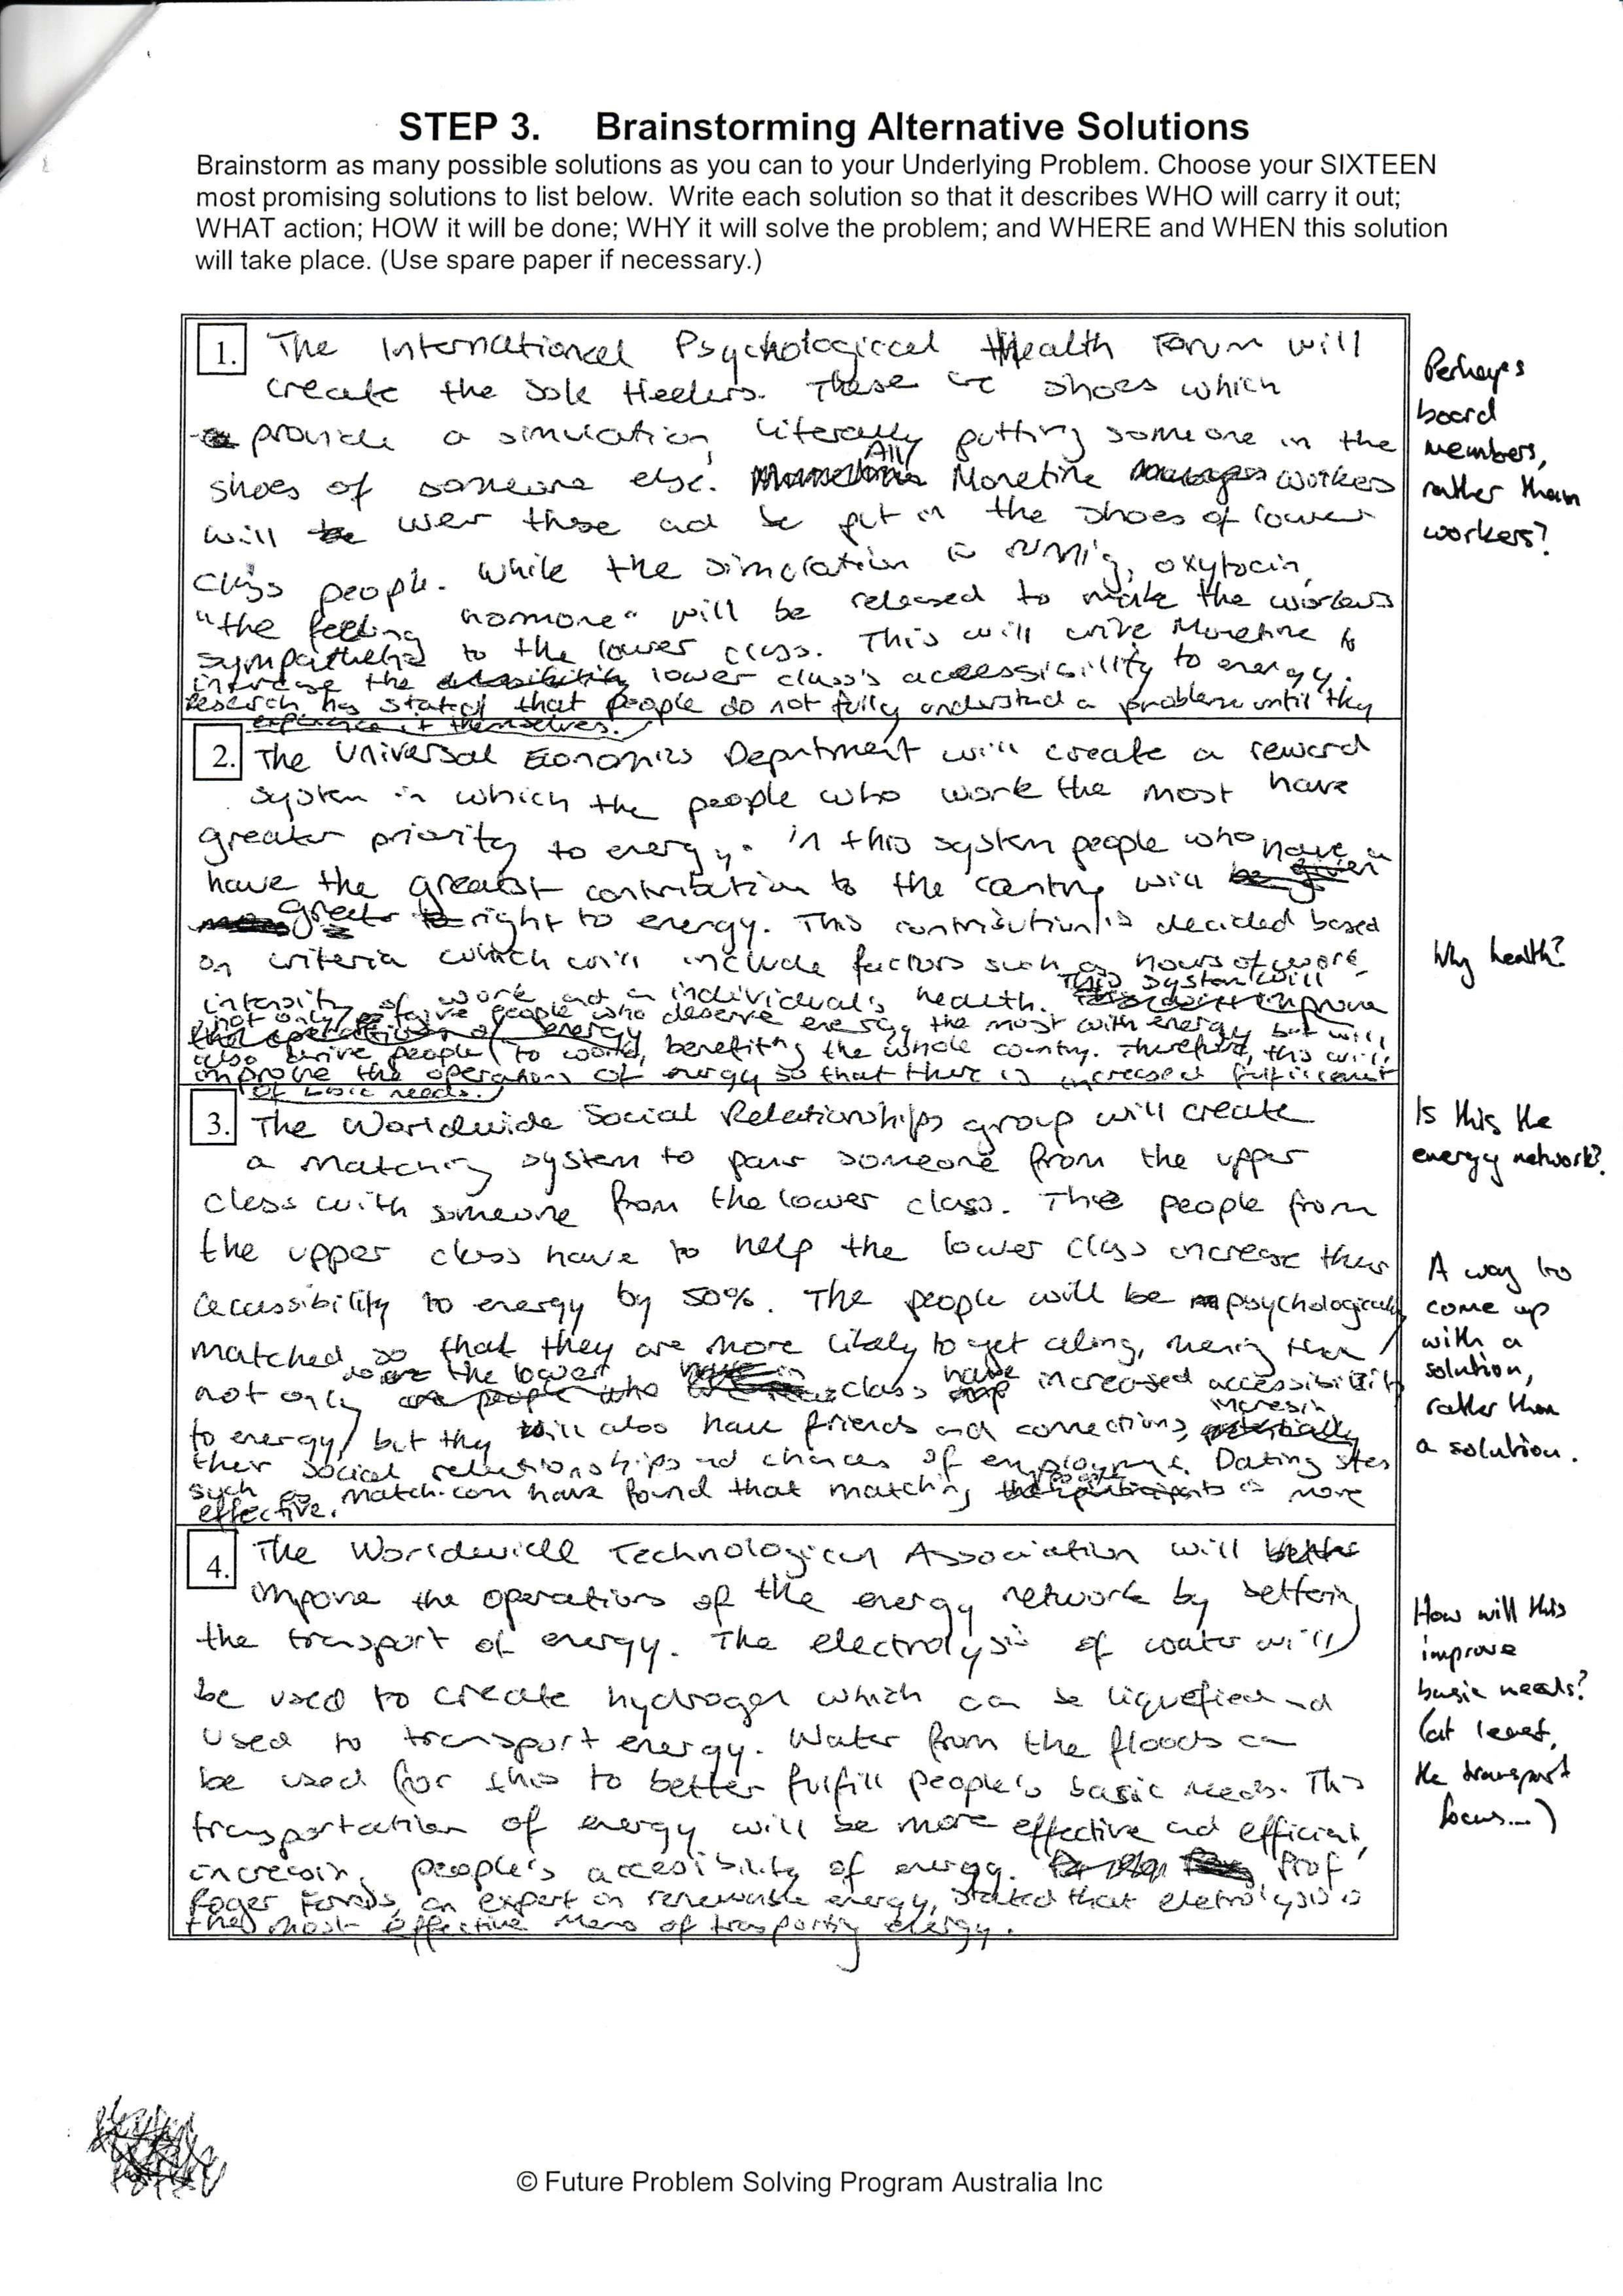 STEP 3. Brainstorming Alternative Solutions
Brainstorm as many possible solutions as you can to your Underlying Problem. Choose your SIXTEEN
most promising solutions to list below. Write each solution so that it describes WHO will carry it out;
WHAT action; HOW it will be done; WHY it will solve the problem; and WHERE and WHEN this solution
will take place. (Use spare paper if necessary.)
1. The International Psychological Health Forum will
create the Sole Heelers. These are shoes which
provide a simulation, literally putting someone in the
shoes of someone else. All Monetine workers
will wear these and be put in the shoes of lower
class people. While the simulation is running, oxytocin,
"the feeling hormone" will be released to make the workers
sympathetic to the lower class. This will drive Monetine to
increase the lower class's accessibility to energy.
Research has stated that people do not fully understand a problem until they
experience it themselves.
Perhaps
board
members,
rather than
workers?
2. The Universal Economics Department will create a reward
system in which the people who work the most have
greater priority to energy. In this system people who
have the greatest contribution to the country will have a
greater right to energy. This contribution is decided based
on criteria which will include factors such as hours of work,
intensity of work and an individual's health. This system will
not only give people who deserve energy the most with energy but will
also drive people to work, benefiting the whole country. Therefore, this will
improve the operations of energy so that there is increased fulfillment
of basic needs.
Why health?
3. The Worldwide Social Relationships group will create
a matching system to pair someone from the upper
class with someone from the lower class. The people from
the upper class have to help the lower class increase their
accessibility to energy by 50%. The people will be psychologically
matched so that they are more likely to get along, meaning that
not only does the lower class have increased accessibility
to energy, but they will also have friends and connections, increasing
their social relationships and chances of employment. Dating sites
such as match.com have found that matching people is more
effective.
Is this the
energy network?
A way to
come up
with a
solution,
rather than
a solution.
4. The Worldwide Technological Association will
improve the operations of the energy network by bettering
the transport of energy. The electrolysis of water will
be used to create hydrogen which can be liquefied and
used to transport energy. Water from the floods can
be used for this to better fulfill people's basic needs. This
transportation of energy will be more effective and efficient,
increasing people's accessibility of energy. Prof
Roger Fords, an expert in renewable energy, stated that eletrolysis is
the most effective means of transporting energy.
How will this
improve
basic needs?
(at least,
the transport
focus...)
© Future Problem Solving Program Australia Inc